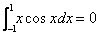 ∫_{-1}^{1} x cos x dx = 0